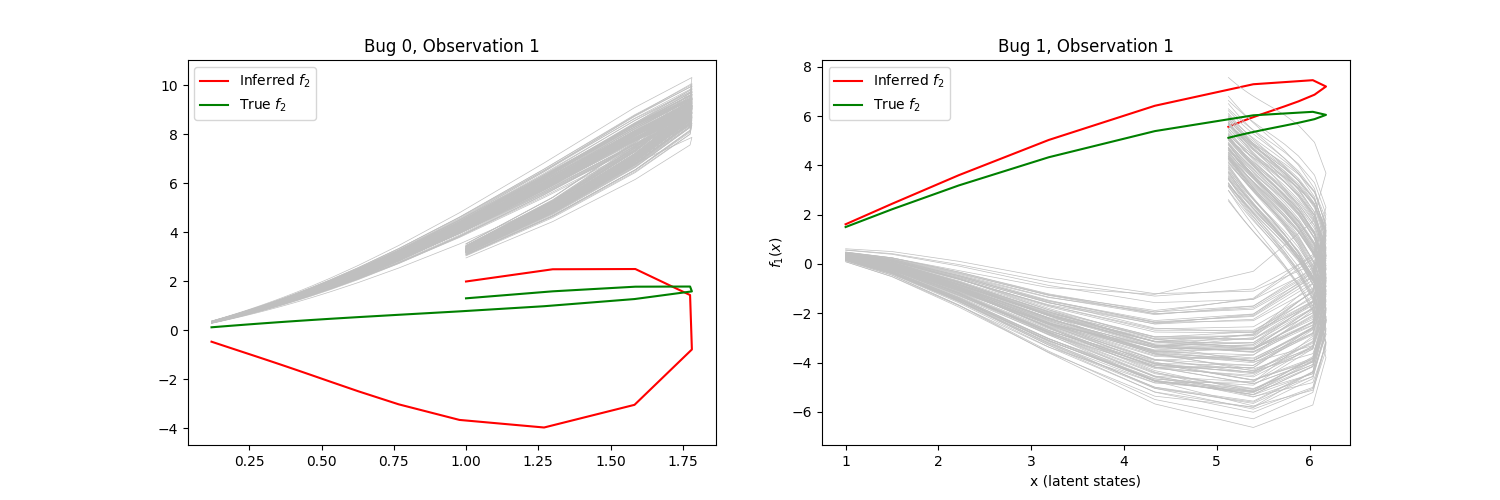 Bug 0, Observation 1
Inferred f₂
True f₂
10
8
6
4
2
0
−2
−4
0.25 0.50 0.75 1.00 1.25 1.50 1.75
Bug 1, Observation 1
Inferred f₂
True f₂
8
6
4
2
0
−2
−4
−6
f₁(x)
1 2 3 4 5 6
x (latent states)